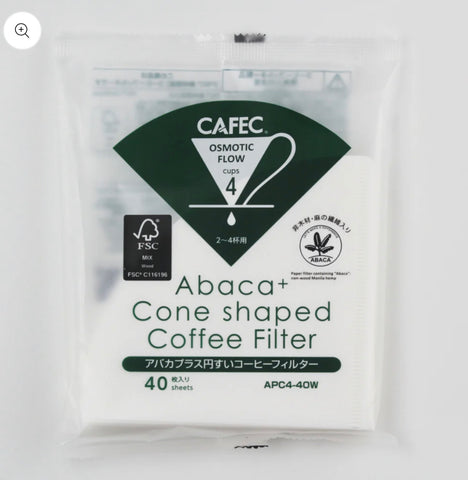 CAFEC®
OSMOTIC
FLOW
cups
4
2〜4杯用
FSC
MIX
Wood
FSC® C116196
非木材・麻の繊維入り
ABACA
Paper filter containing "Abaca":
non-wood Manila hemp
Abaca+
Cone shaped
Coffee Filter
アバカプラス円すいコーヒーフィルター
40 枚入り
sheets
APC4-40W